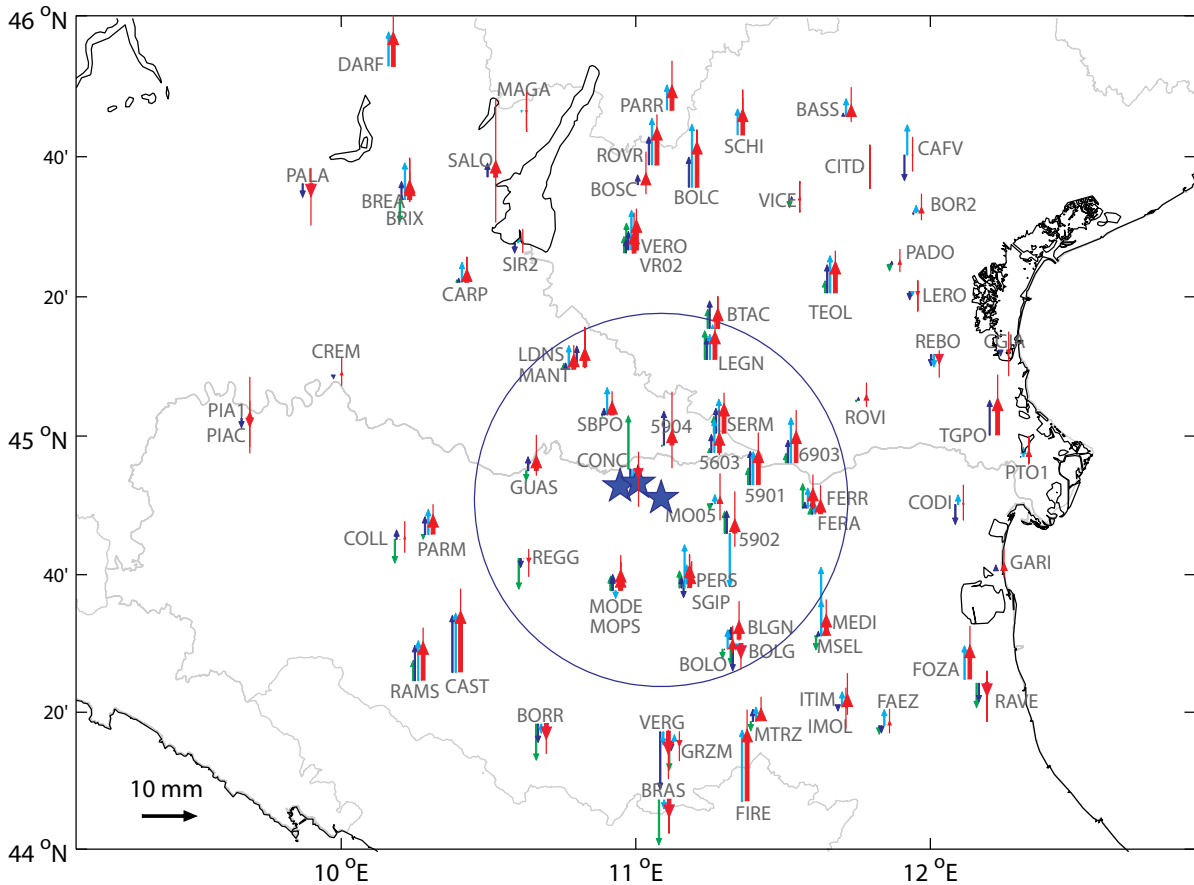 46 °N
DARF
MAGA
PARR
BASS
SCHI
CAFV
40'
ROVR
CITD
SALO
PALA
BOSC
BOLC
BREA
VICE
BOR2
BRIX
VERO
SIR2
VR02
PADO
CARP
TEOL
LERO
20'
BTAC
CGIA
REBO
CREM
LDNS
LEGN
MANT
PIA1
SBPO
5904
SERM
ROVI
PIAC
TGPO
45 °N
CONC
5603
6903
PTO1
GUAS
5901
FERR
MO05
CODI
FERA
COLL
PARM
5902
REGG
GARI
40'
PERS
MODE
SGIP
MOPS
BLGN
MEDI
MSEL
BOLO
BOLG
FOZA
RAMS
CAST
ITIM
FAEZ
RAVE
20'
BORR
VERG
MTRZ
IMOL
GRZM
10 mm
BRAS
FIRE
44 °N
10 °E
11 °E
12 °E